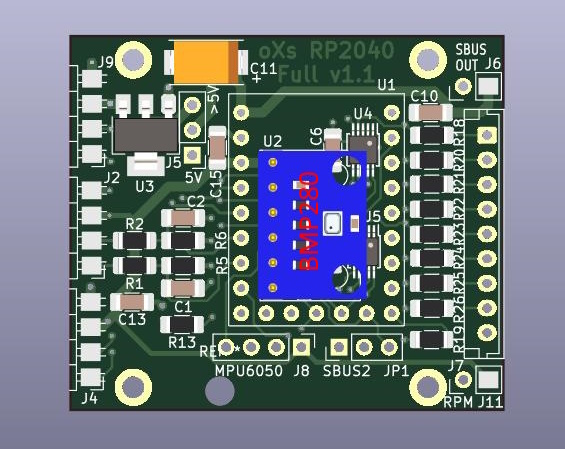 oXs RP2040
Full v1.1
SBUS
OUT
J6
J9
C11
+
U1
>5V
C10
U4
R18
C6
U2
J5
R20
5V
C15
U3
J2
R21
BMP280
R22
C2
J5
R2
R6
R23
R24
R5
R25
R1
C13
C1
R26
R13
R19
J4
MPU6050
J8
SBUS2
JP1
J7
RPM
J11